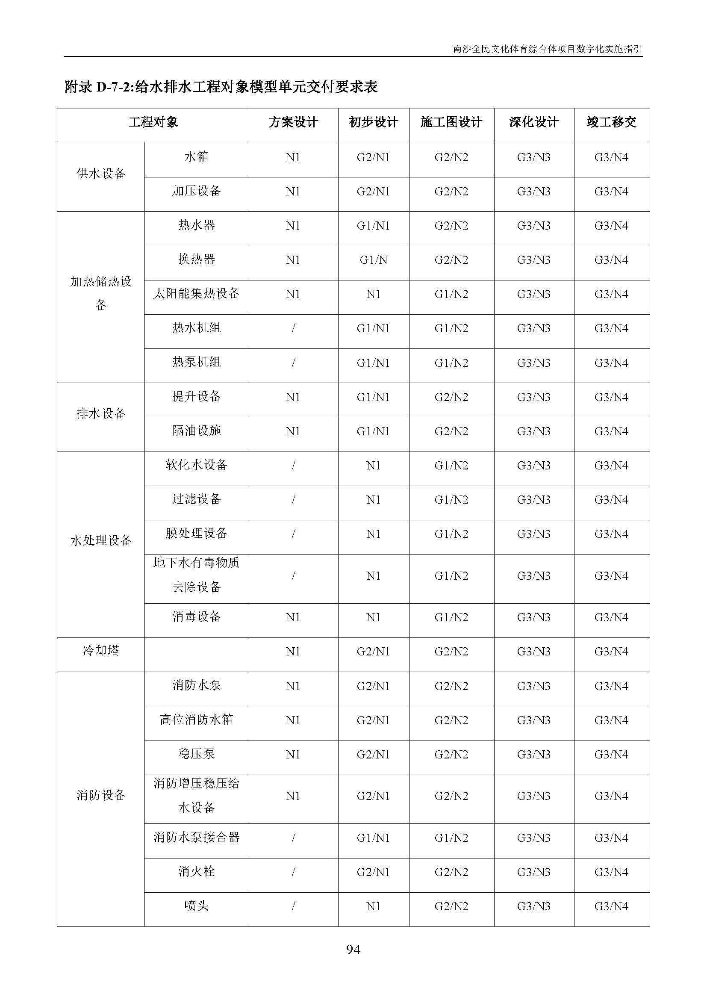 南沙全民文化体育综合体项目数字化实施指引
附录 D-7-2:给水排水工程对象模型单元交付要求表
工程对象 方案设计 初步设计 施工图设计 深化设计 竣工移交
供水设备 水箱 N1 G2/N1 G2/N2 G3/N3 G3/N4
加压设备 N1 G2/N1 G2/N2 G3/N3 G3/N4
加热储热设
备
热水器 N1 G1/N1 G2/N2 G3/N3 G3/N4
换热器 N1 G1/N G2/N2 G3/N3 G3/N4
太阳能集热设备 N1 N1 G1/N2 G3/N3 G3/N4
热水机组 / G1/N1 G1/N2 G3/N3 G3/N4
热泵机组 / G1/N1 G1/N2 G3/N3 G3/N4
排水设备 提升设备 N1 G1/N1 G2/N2 G3/N3 G3/N4
隔油设施 N1 G1/N1 G2/N2 G3/N3 G3/N4
水处理设备 软化水设备 / N1 G1/N2 G3/N3 G3/N4
过滤设备 / N1 G1/N2 G3/N3 G3/N4
膜处理设备 / N1 G1/N2 G3/N3 G3/N4
地下水有毒物质
去除设备 / N1 G1/N2 G3/N3 G3/N4
消毒设备 N1 N1 G1/N2 G3/N3 G3/N4
冷却塔 N1 G2/N1 G2/N2 G3/N3 G3/N4
消防设备 消防水泵 N1 G2/N1 G2/N2 G3/N3 G3/N4
高位消防水箱 N1 G2/N1 G2/N2 G3/N3 G3/N4
稳压泵 N1 G2/N1 G2/N2 G3/N3 G3/N4
消防增压稳压给
水设备 N1 G2/N1 G2/N2 G3/N3 G3/N4
消防水泵接合器 / G1/N1 G1/N2 G3/N3 G3/N4
消火栓 / G2/N1 G2/N2 G3/N3 G3/N4
喷头 / N1 G2/N2 G3/N3 G3/N4
94